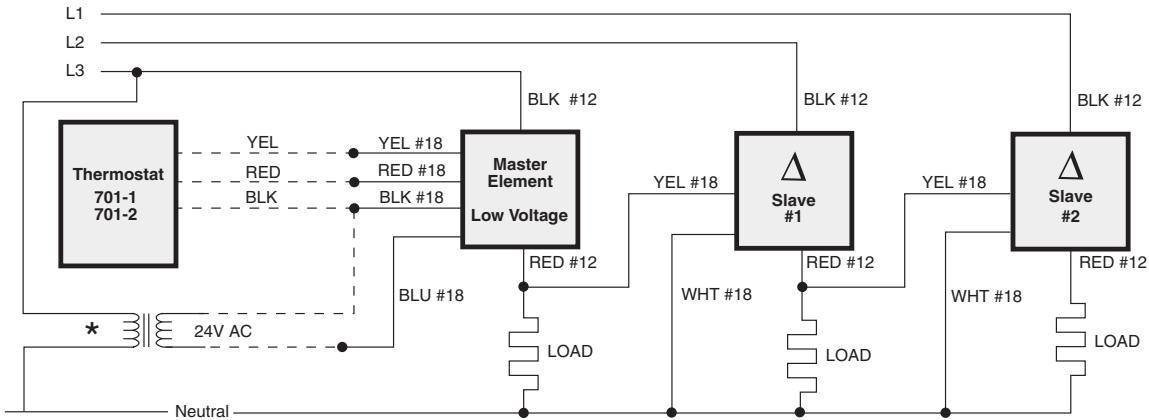 L1
L2
L3
BLK #12
BLK #12
BLK #12
Thermostat
701-1
701-2
YEL
RED
BLK
YEL #18
RED #18
BLK #18
Master
Element
Low Voltage
YEL #18
Δ
Slave
#1
YEL #18
Δ
Slave
#2
RED #12
RED #12
RED #12
BLU #18
WHT #18
WHT #18
*
24V AC
LOAD
LOAD
LOAD
Neutral